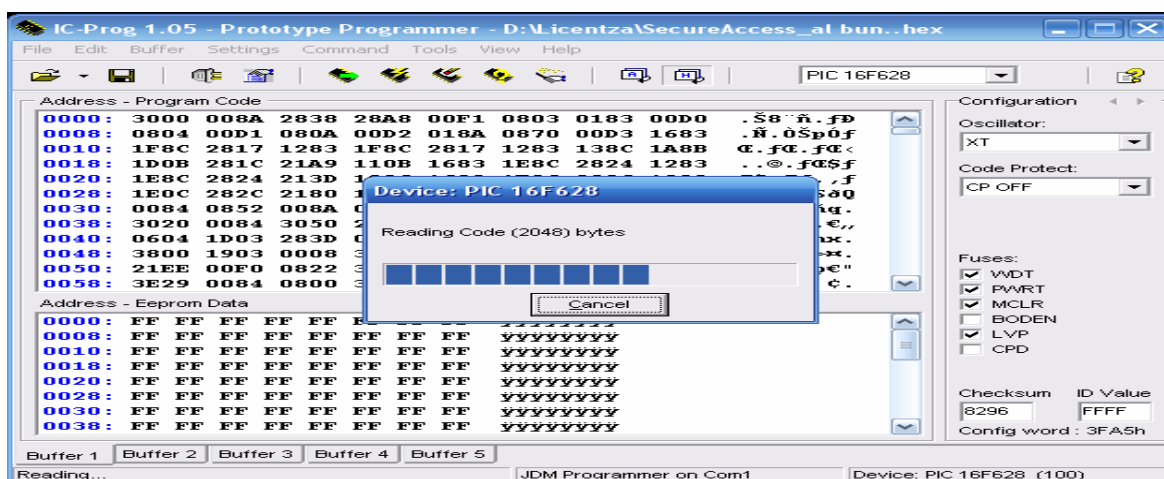 IC-Prog 1.05 - Prototype Programmer - D:\Licentza\SecureAccess_al bun..hex
File Edit Buffer Settings Command Tools View Help
PIC 16F628
Address - Program Code
0000: 3000 008A 2838 28A8 00F1 0803 0183 00D0
0008: 0804 00D1 080A 00D2 018A 0870 00D3 1683
0010: 1F8C 2817 1283 1F8C 2817 1283 138C 1A8B
0018: 1D0B 281C 21A9 110B 1683 1E8C 2824 1283
0020: 1E8C 2824 213D
0028: 1E0C 282C 2180
0030: 0084 0852 008A
0038: 3020 0084 3050
0040: 0604 1D03 283D
0048: 3800 1903 0008
0050: 21EE 00F0 0822
0058: 3E29 0084 0800
Device: PIC 16F628
Reading Code (2048) bytes
Cancel
Address - Eeprom Data
0000: FF FF FF FF FF FF FF FF ÿÿÿÿÿÿÿÿ
0008: FF FF FF FF FF FF FF FF ÿÿÿÿÿÿÿÿ
0010: FF FF FF FF FF FF FF FF ÿÿÿÿÿÿÿÿ
0018: FF FF FF FF FF FF FF FF ÿÿÿÿÿÿÿÿ
0020: FF FF FF FF FF FF FF FF ÿÿÿÿÿÿÿÿ
0028: FF FF FF FF FF FF FF FF ÿÿÿÿÿÿÿÿ
0030: FF FF FF FF FF FF FF FF ÿÿÿÿÿÿÿÿ
0038: FF FF FF FF FF FF FF FF ÿÿÿÿÿÿÿÿ
Configuration
Oscillator:
XT
Code Protect:
CP OFF
Fuses:
WDT
PWRT
MCLR
BODEN
LVP
CPD
Checksum ID Value
8296 FFFF
Config word : 3FA5h
Buffer 1 Buffer 2 Buffer 3 Buffer 4 Buffer 5
Reading... JDM Programmer on Com1 Device: PIC 16F628 (100)